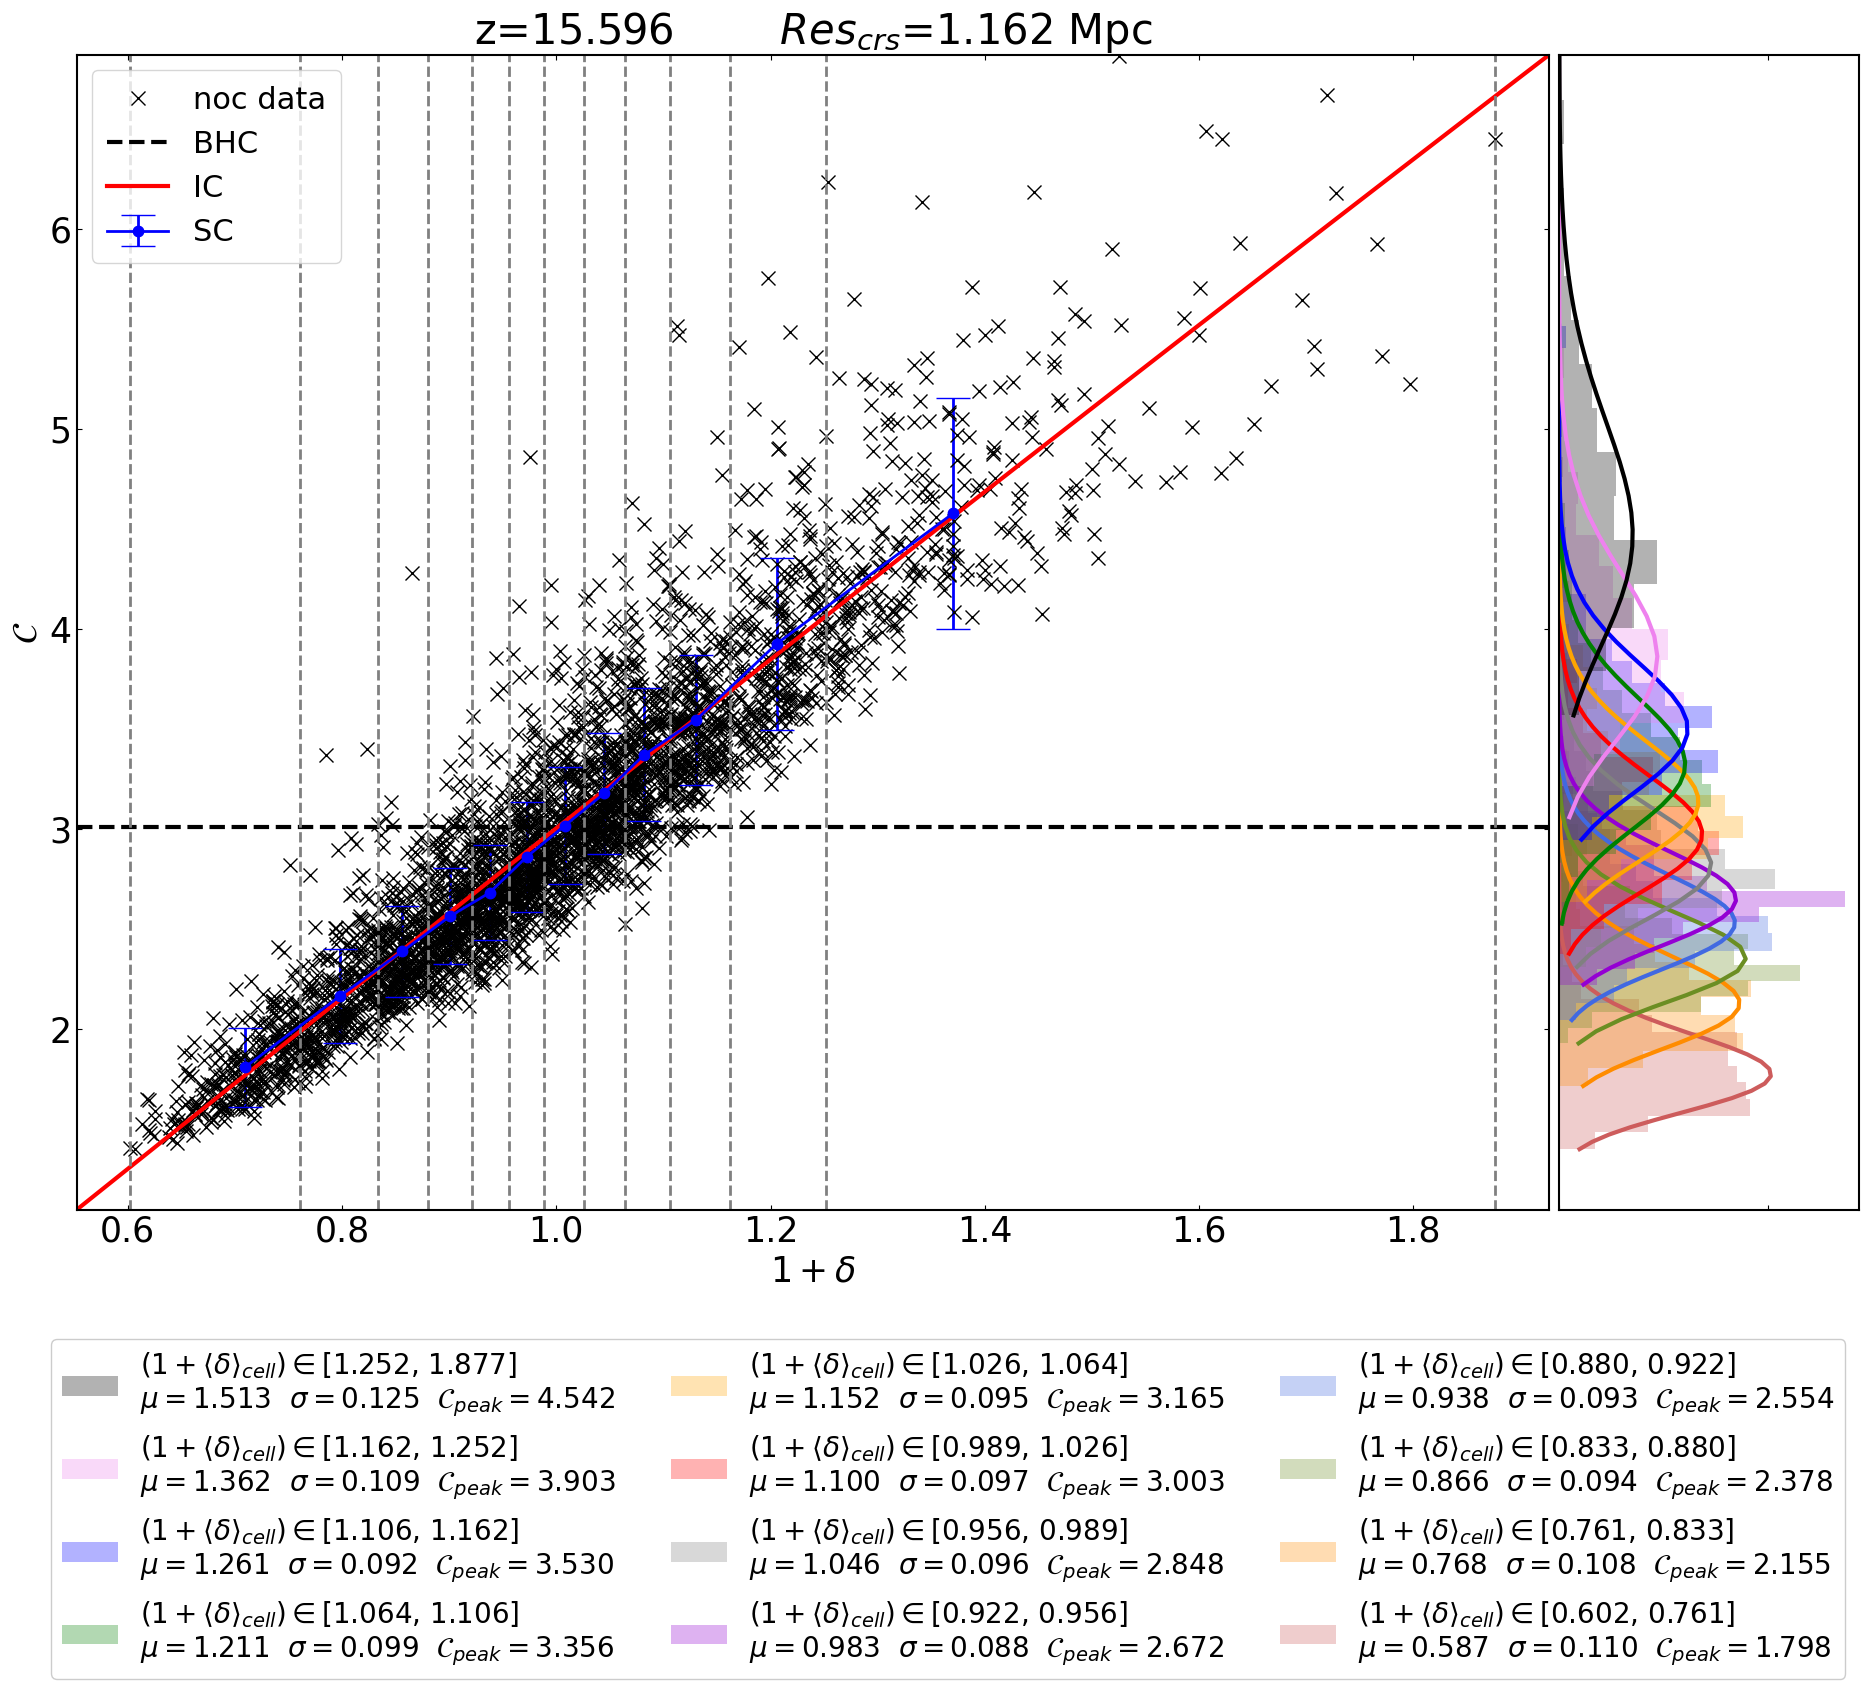 z=15.596 Res_crs=1.162 Mpc
noc data
BHC
IC
SC
6
5
4
3
2
𝒞
0.6 0.8 1.0 1.2 1.4 1.6 1.8
1 + δ
(1 + ⟨δ⟩_cell) ∈ [1.252, 1.877]
μ = 1.513 σ = 0.125 𝒞_peak = 4.542
(1 + ⟨δ⟩_cell) ∈ [1.162, 1.252]
μ = 1.362 σ = 0.109 𝒞_peak = 3.903
(1 + ⟨δ⟩_cell) ∈ [1.106, 1.162]
μ = 1.261 σ = 0.092 𝒞_peak = 3.530
(1 + ⟨δ⟩_cell) ∈ [1.064, 1.106]
μ = 1.211 σ = 0.099 𝒞_peak = 3.356
(1 + ⟨δ⟩_cell) ∈ [1.026, 1.064]
μ = 1.152 σ = 0.095 𝒞_peak = 3.165
(1 + ⟨δ⟩_cell) ∈ [0.989, 1.026]
μ = 1.100 σ = 0.097 𝒞_peak = 3.003
(1 + ⟨δ⟩_cell) ∈ [0.956, 0.989]
μ = 1.046 σ = 0.096 𝒞_peak = 2.848
(1 + ⟨δ⟩_cell) ∈ [0.922, 0.956]
μ = 0.983 σ = 0.088 𝒞_peak = 2.672
(1 + ⟨δ⟩_cell) ∈ [0.880, 0.922]
μ = 0.938 σ = 0.093 𝒞_peak = 2.554
(1 + ⟨δ⟩_cell) ∈ [0.833, 0.880]
μ = 0.866 σ = 0.094 𝒞_peak = 2.378
(1 + ⟨δ⟩_cell) ∈ [0.761, 0.833]
μ = 0.768 σ = 0.108 𝒞_peak = 2.155
(1 + ⟨δ⟩_cell) ∈ [0.602, 0.761]
μ = 0.587 σ = 0.110 𝒞_peak = 1.798